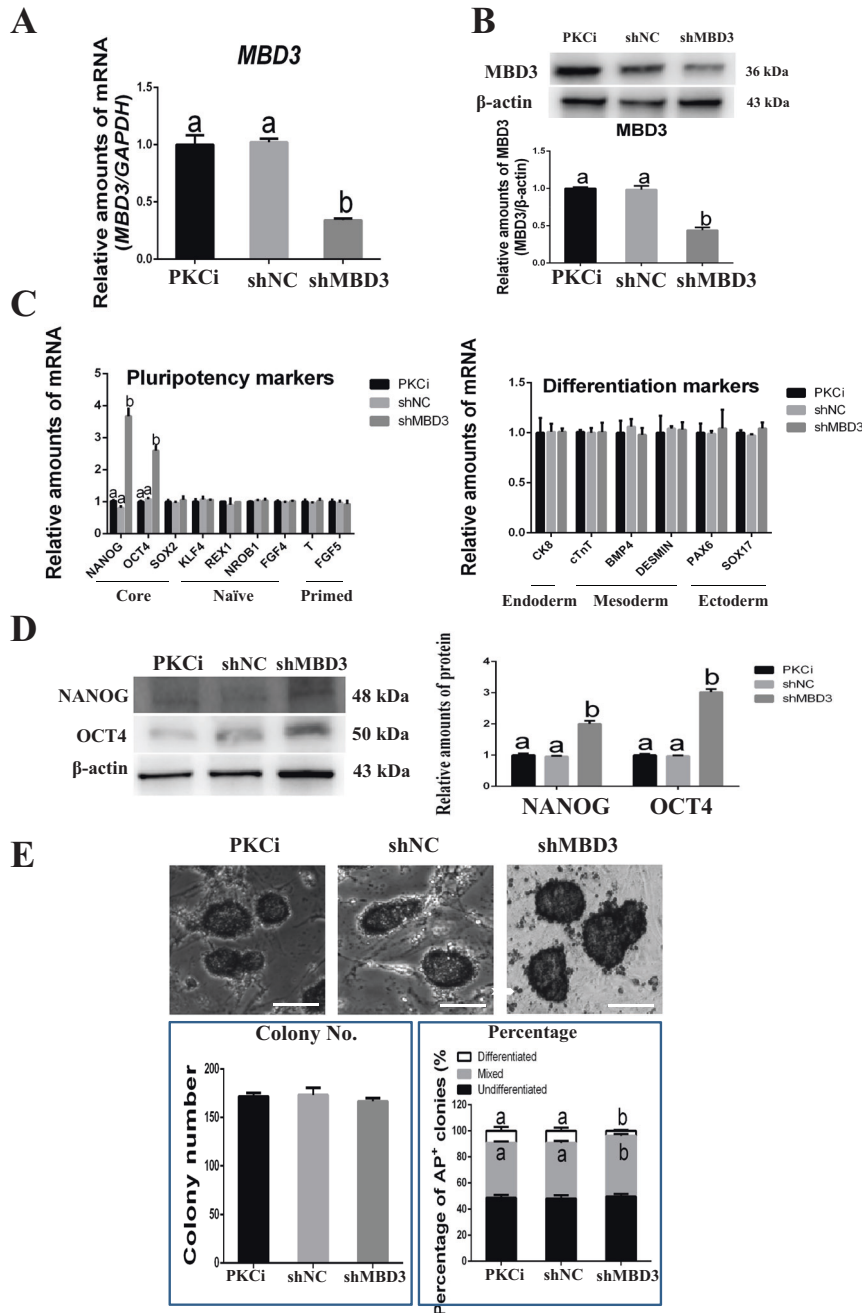 A
MBD3
Relative amounts of mRNA
(MBD3/GAPDH)
1.5
1.0
0.5
0.0
a
a
b
PKCi
shNC
shMBD3
B
PKCi shNC shMBD3
MBD3 36 kDa
β-actin 43 kDa
MBD3
Relative amounts of MBD3
(MBD3/β-actin)
1.5
1.0
0.5
0.0
a
a
b
PKCi
shNC
shMBD3
C
Relative amounts of mRNA
Pluripotency markers
PKCi
shNC
shMBD3
5
4
3
2
1
0
a
a
b
a
a
b
NANOG
OCT4
SOX2
KLF4
REX1
NROB1
FGF4
T
FGF5
Core
Naïve
Primed
Relative amounts of mRNA
Differentiation markers
PKCi
shNC
shMBD3
1.5
1.0
0.5
0.0
CK8
cTnT
BMP4
DESMIN
PAX6
SOX17
Endoderm
Mesoderm
Ectoderm
D
PKCi shNC shMBD3
NANOG 48 kDa
OCT4 50 kDa
β-actin 43 kDa
Relative amounts of protein
PKCi
shNC
shMBD3
4
3
2
1
0
a
a
b
a
a
b
NANOG
OCT4
E
PKCi
shNC
shMBD3
Colony No.
Colony number
200
150
100
50
0
PKCi
shNC
shMBD3
Percentage
Differentiated
Mixed
Undifferentiated
Percentage of AP+ clonies (%
120
100
80
60
40
20
0
a
a
b
a
a
b
PKCi
shNC
shMBD3